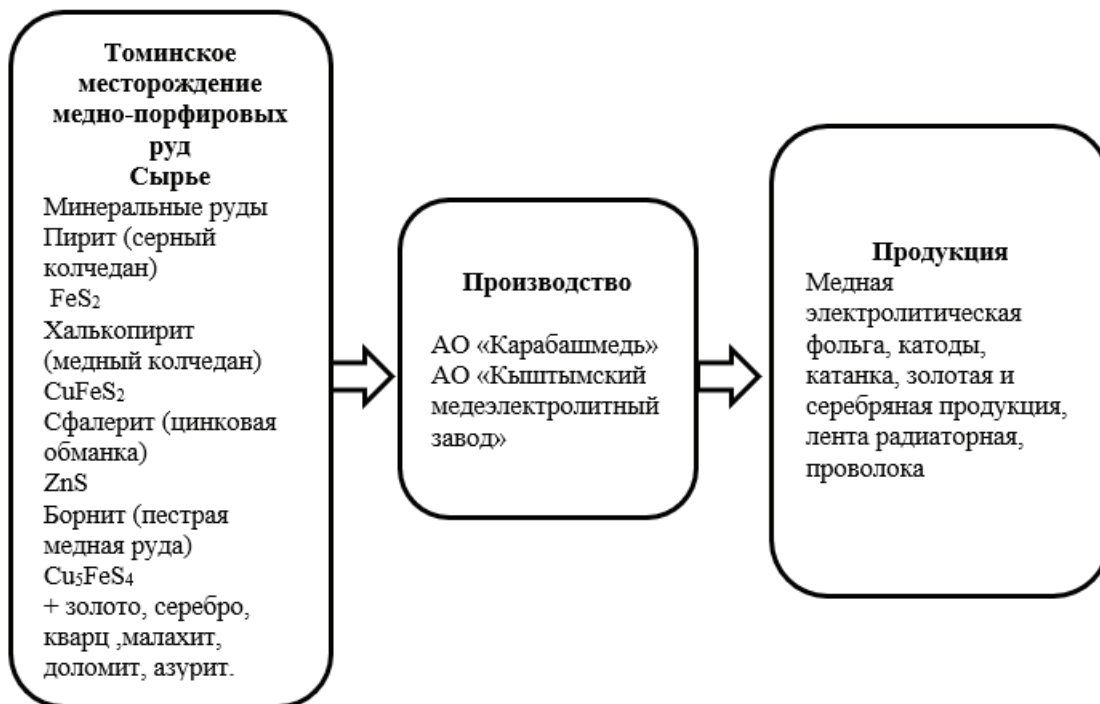 Томинское
месторождение
медно-порфировых
руд
Сырье
Минеральные руды
Пирит (серный
колчедан)
FeS₂
Халькопирит
(медный колчедан)
CuFeS₂
Сфалерит (цинковая
обманка)
ZnS
Борнит (пестрая
медная руда)
Cu₅FeS₄
+ золото, серебро,
кварц ,малахит,
доломит, азурит.
Производство
АО «Карабашмедь»
АО «Кыштымский
медеэлектролитный
завод»
Продукция
Медная
электролитическая
фольга, катоды,
катанка, золотая и
серебряная продукция,
лента радиаторная,
проволока